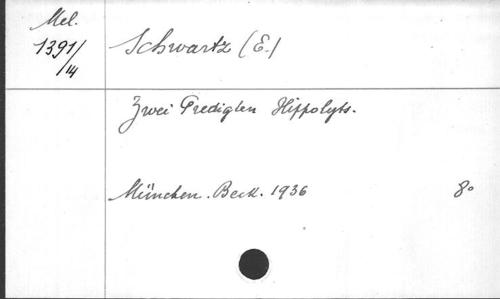 Mel.
1391/14
Schwartz (E.)
Zwei Predigten Hippolyts.
München. Beck. 1936 8°